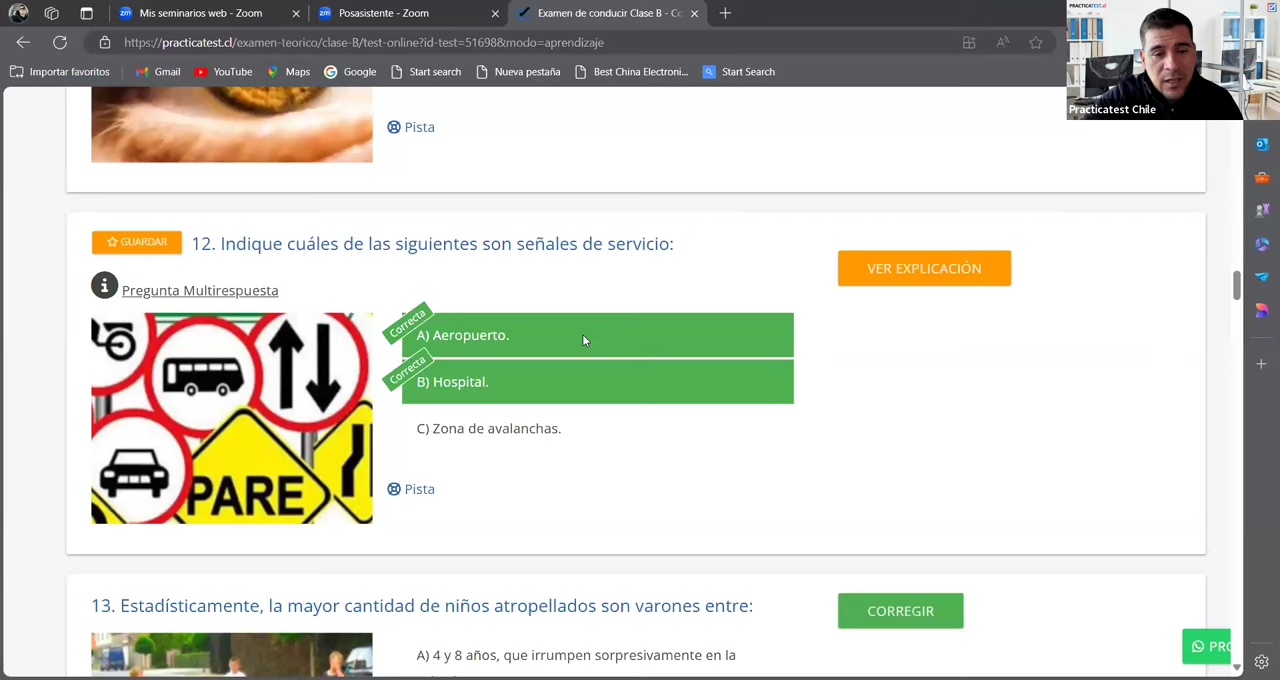 Mis seminarios web - Zoom
Posasistente - Zoom
Examen de conducir Clase B - Co
https://practicatest.cl/examen-teorico/clase-B/test-online?id-test=51698&modo=aprendizaje
Importar favoritos
Gmail
YouTube
Maps
Google
Start search
Nueva pestaña
Best China Electroni...
Start Search
PRACTICATEST.cl
Practicatest Chile
Pista
GUARDAR
12. Indique cuáles de las siguientes son señales de servicio:
VER EXPLICACIÓN
Pregunta Multirespuesta
Correcta
A) Aeropuerto.
Correcta
B) Hospital.
C) Zona de avalanchas.
PARE
Pista
13. Estadísticamente, la mayor cantidad de niños atropellados son varones entre:
CORREGIR
A) 4 y 8 años, que irrumpen sorpresivamente en la